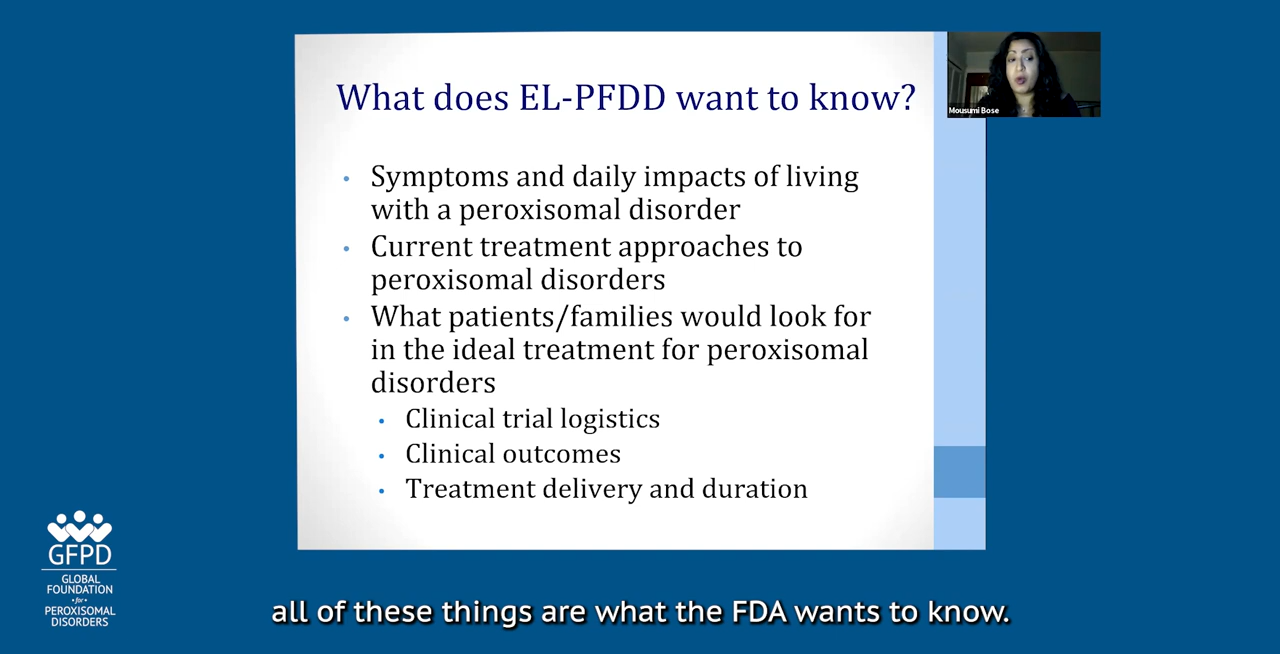 What does EL-PFDD want to know?
Mousumi Bose
• Symptoms and daily impacts of living
with a peroxisomal disorder
• Current treatment approaches to
peroxisomal disorders
• What patients/families would look for
in the ideal treatment for peroxisomal
disorders
• Clinical trial logistics
• Clinical outcomes
• Treatment delivery and duration
GFPD
GLOBAL
FOUNDATION
for
PEROXISOMAL
DISORDERS
all of these things are what the FDA wants to know.